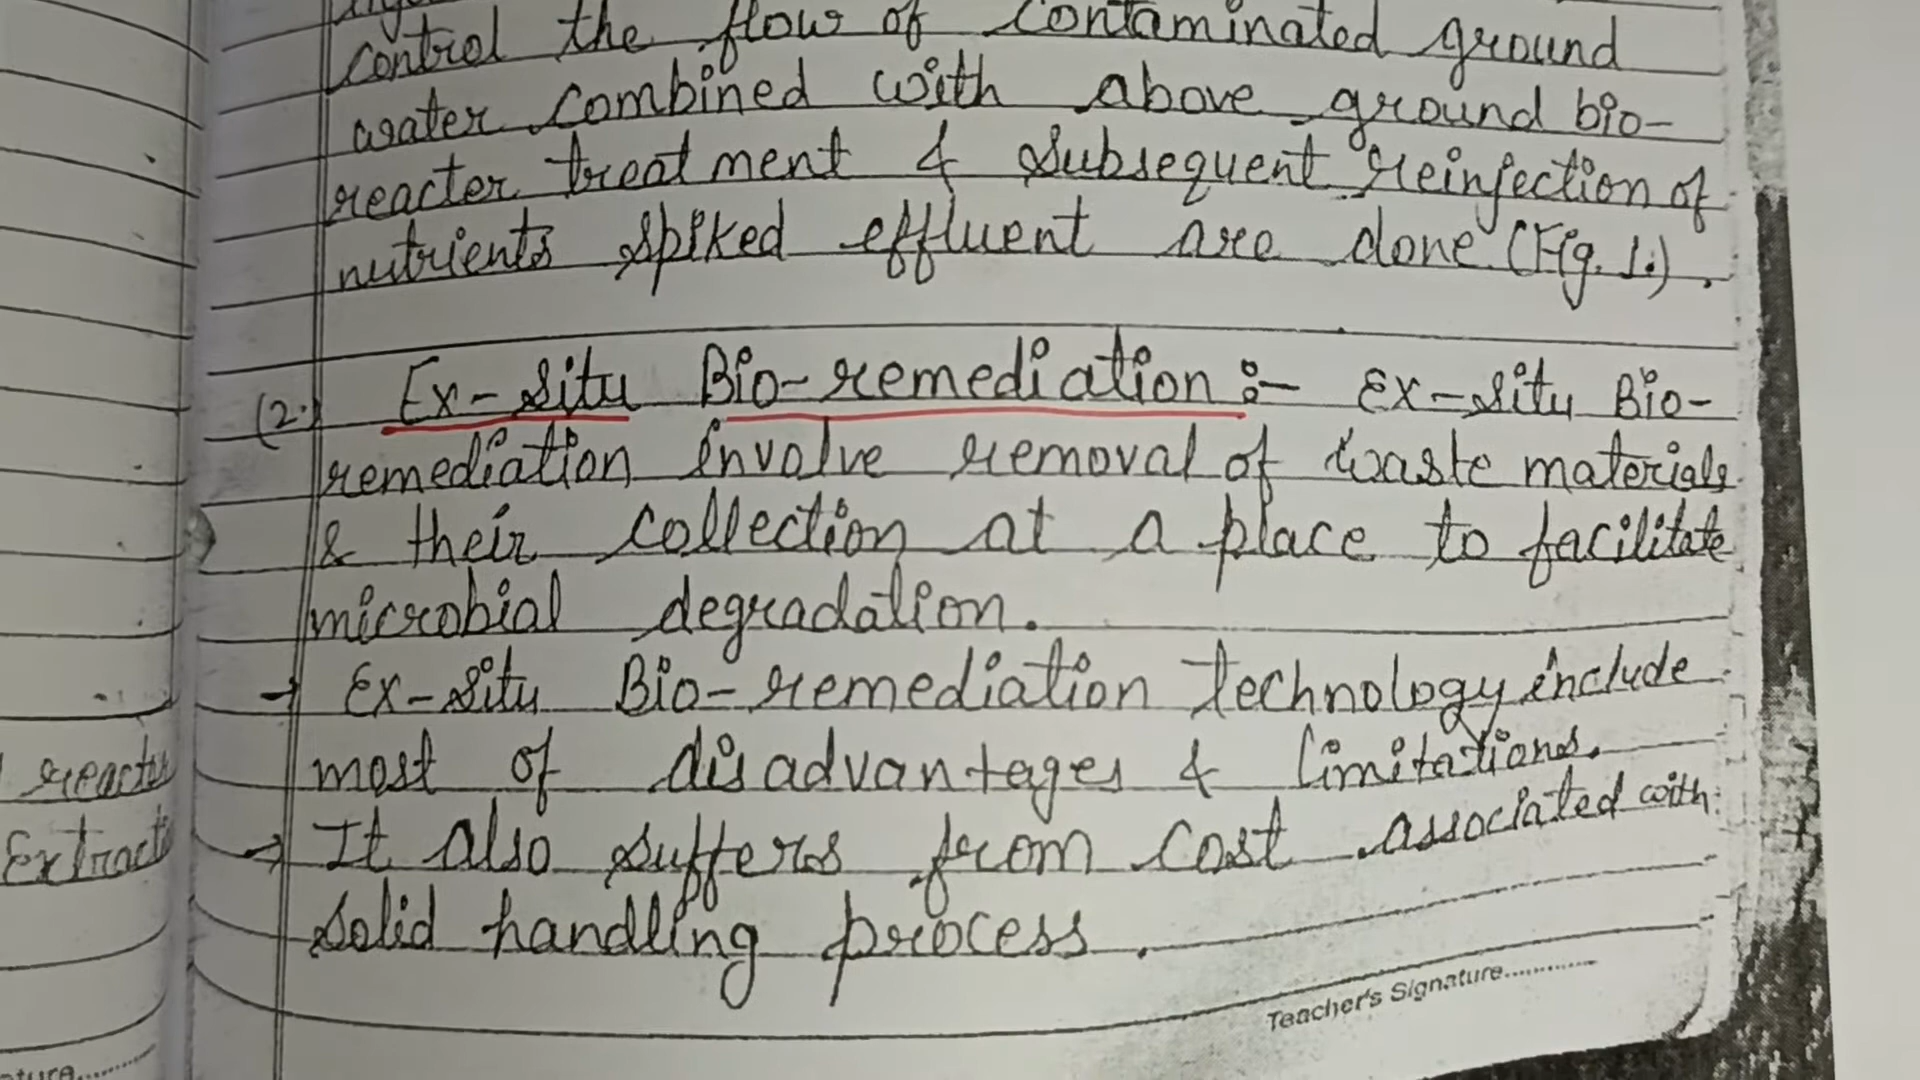 control the flow of contaminated ground
water combined with above ground bio-
reacter treatment & subsequent reinjection of
nutrients spiked effluent are done (Fig. 1.).
(2.) Ex-situ Bio-remediation :- Ex-situ Bio-
remediation involve removal of waste materials
& their collection at a place to facilitate
microbial degradation.
→ Ex-situ Bio-remediation technology include
most of disadvantages & limitations.
→ It also suffers from cost associated with
solid handling process.
Teacher's Signature............